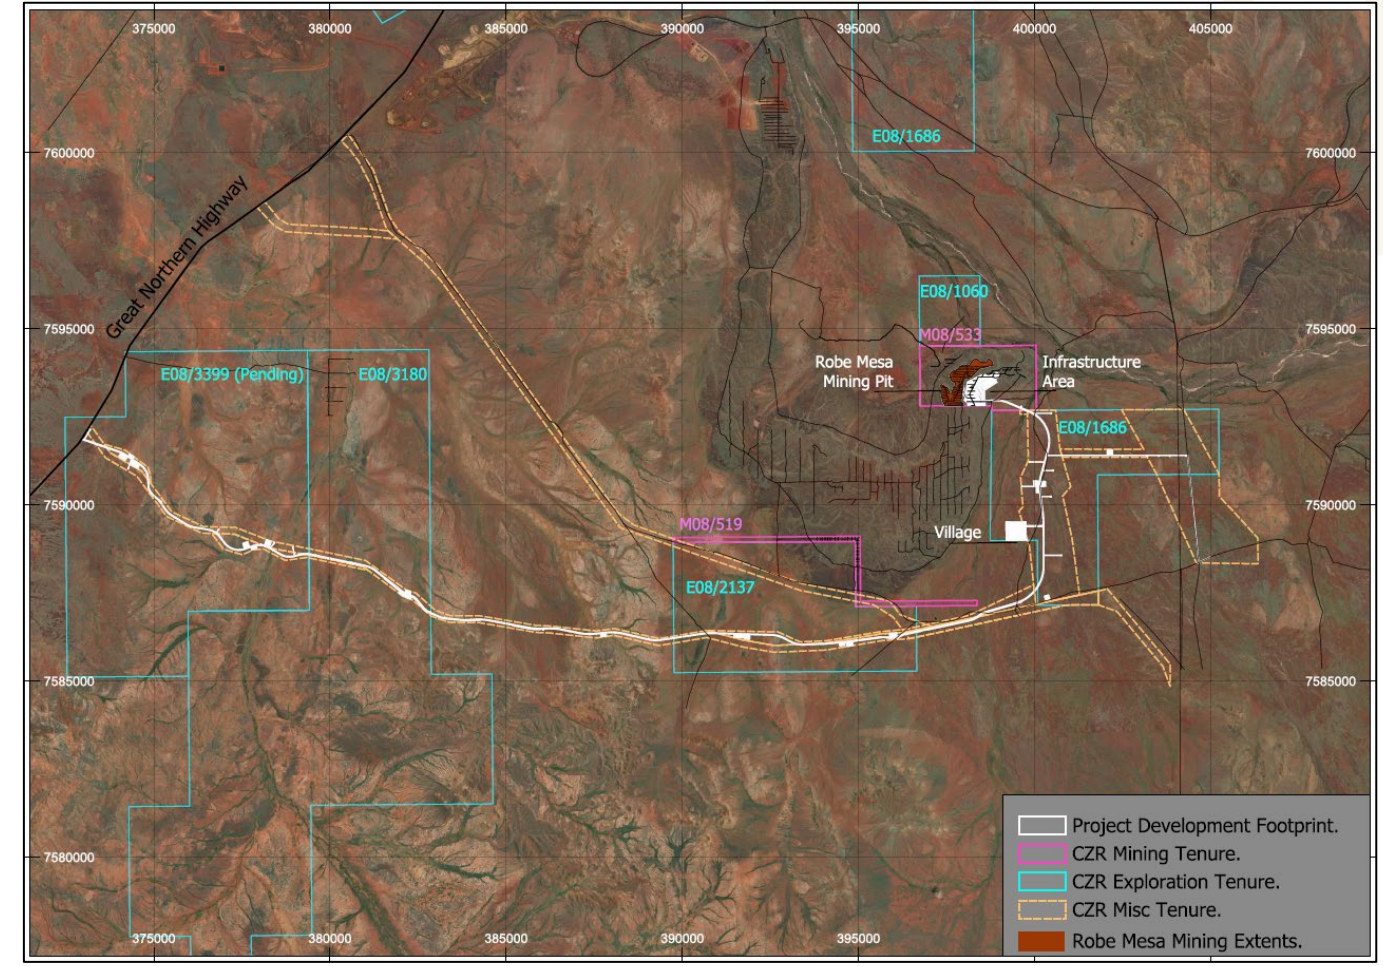 375000 380000 385000 390000 395000 400000 405000
E08/1686
7600000 7600000
Great Northern Highway
E08/1060
7595000 M08/533 7595000
Robe Mesa
Mining Pit
Infrastructure
Area
E08/3399 (Pending) E08/3180
E08/1686
7590000 7590000
M08/519
Village
E08/2137
7585000 7585000
7580000
Project Development Footprint.
CZR Mining Tenure.
CZR Exploration Tenure.
CZR Misc Tenure.
Robe Mesa Mining Extents.
375000 380000 385000 390000 395000